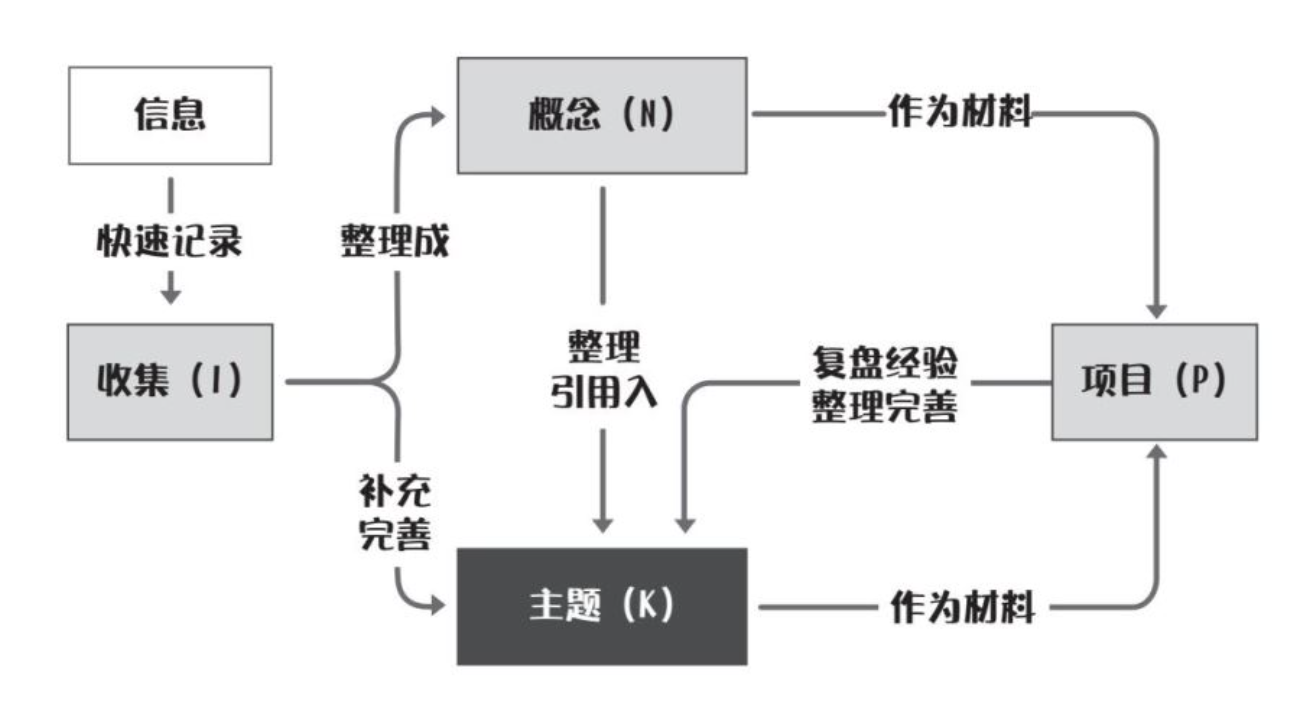 信息
快速记录
收集（I）
整理成
补充
完善
概念（N）
整理
引用入
主题（K）
作为材料
复盘经验
整理完善
作为材料
项目（P）